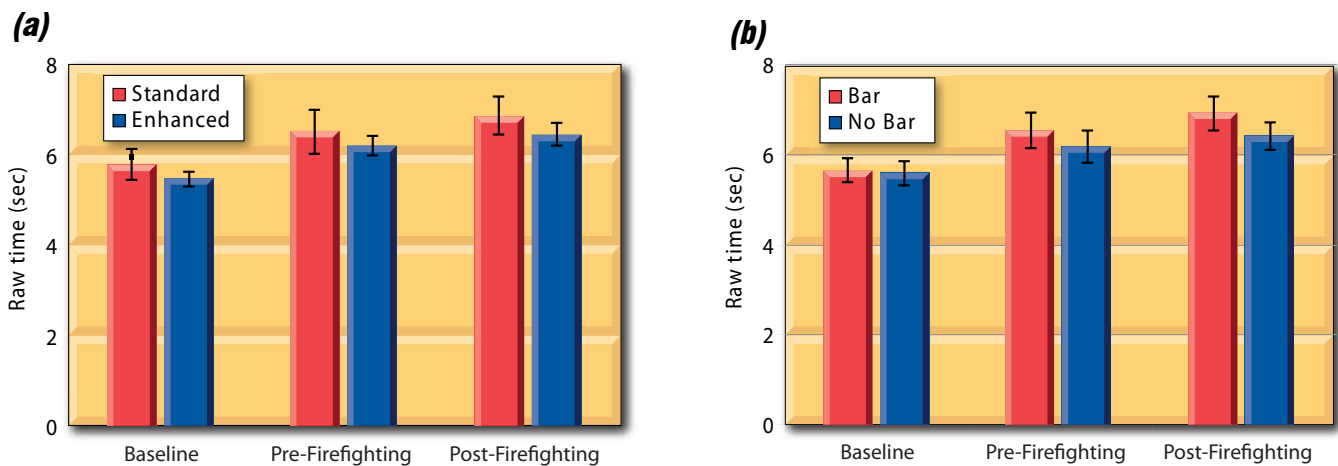 (a)
8
6
4
2
0
Raw time (sec)
Standard
Enhanced
Baseline
Pre-Firefighting
Post-Firefighting
(b)
8
6
4
2
0
Raw time (sec)
Bar
No Bar
Baseline
Pre-Firefighting
Post-Firefighting